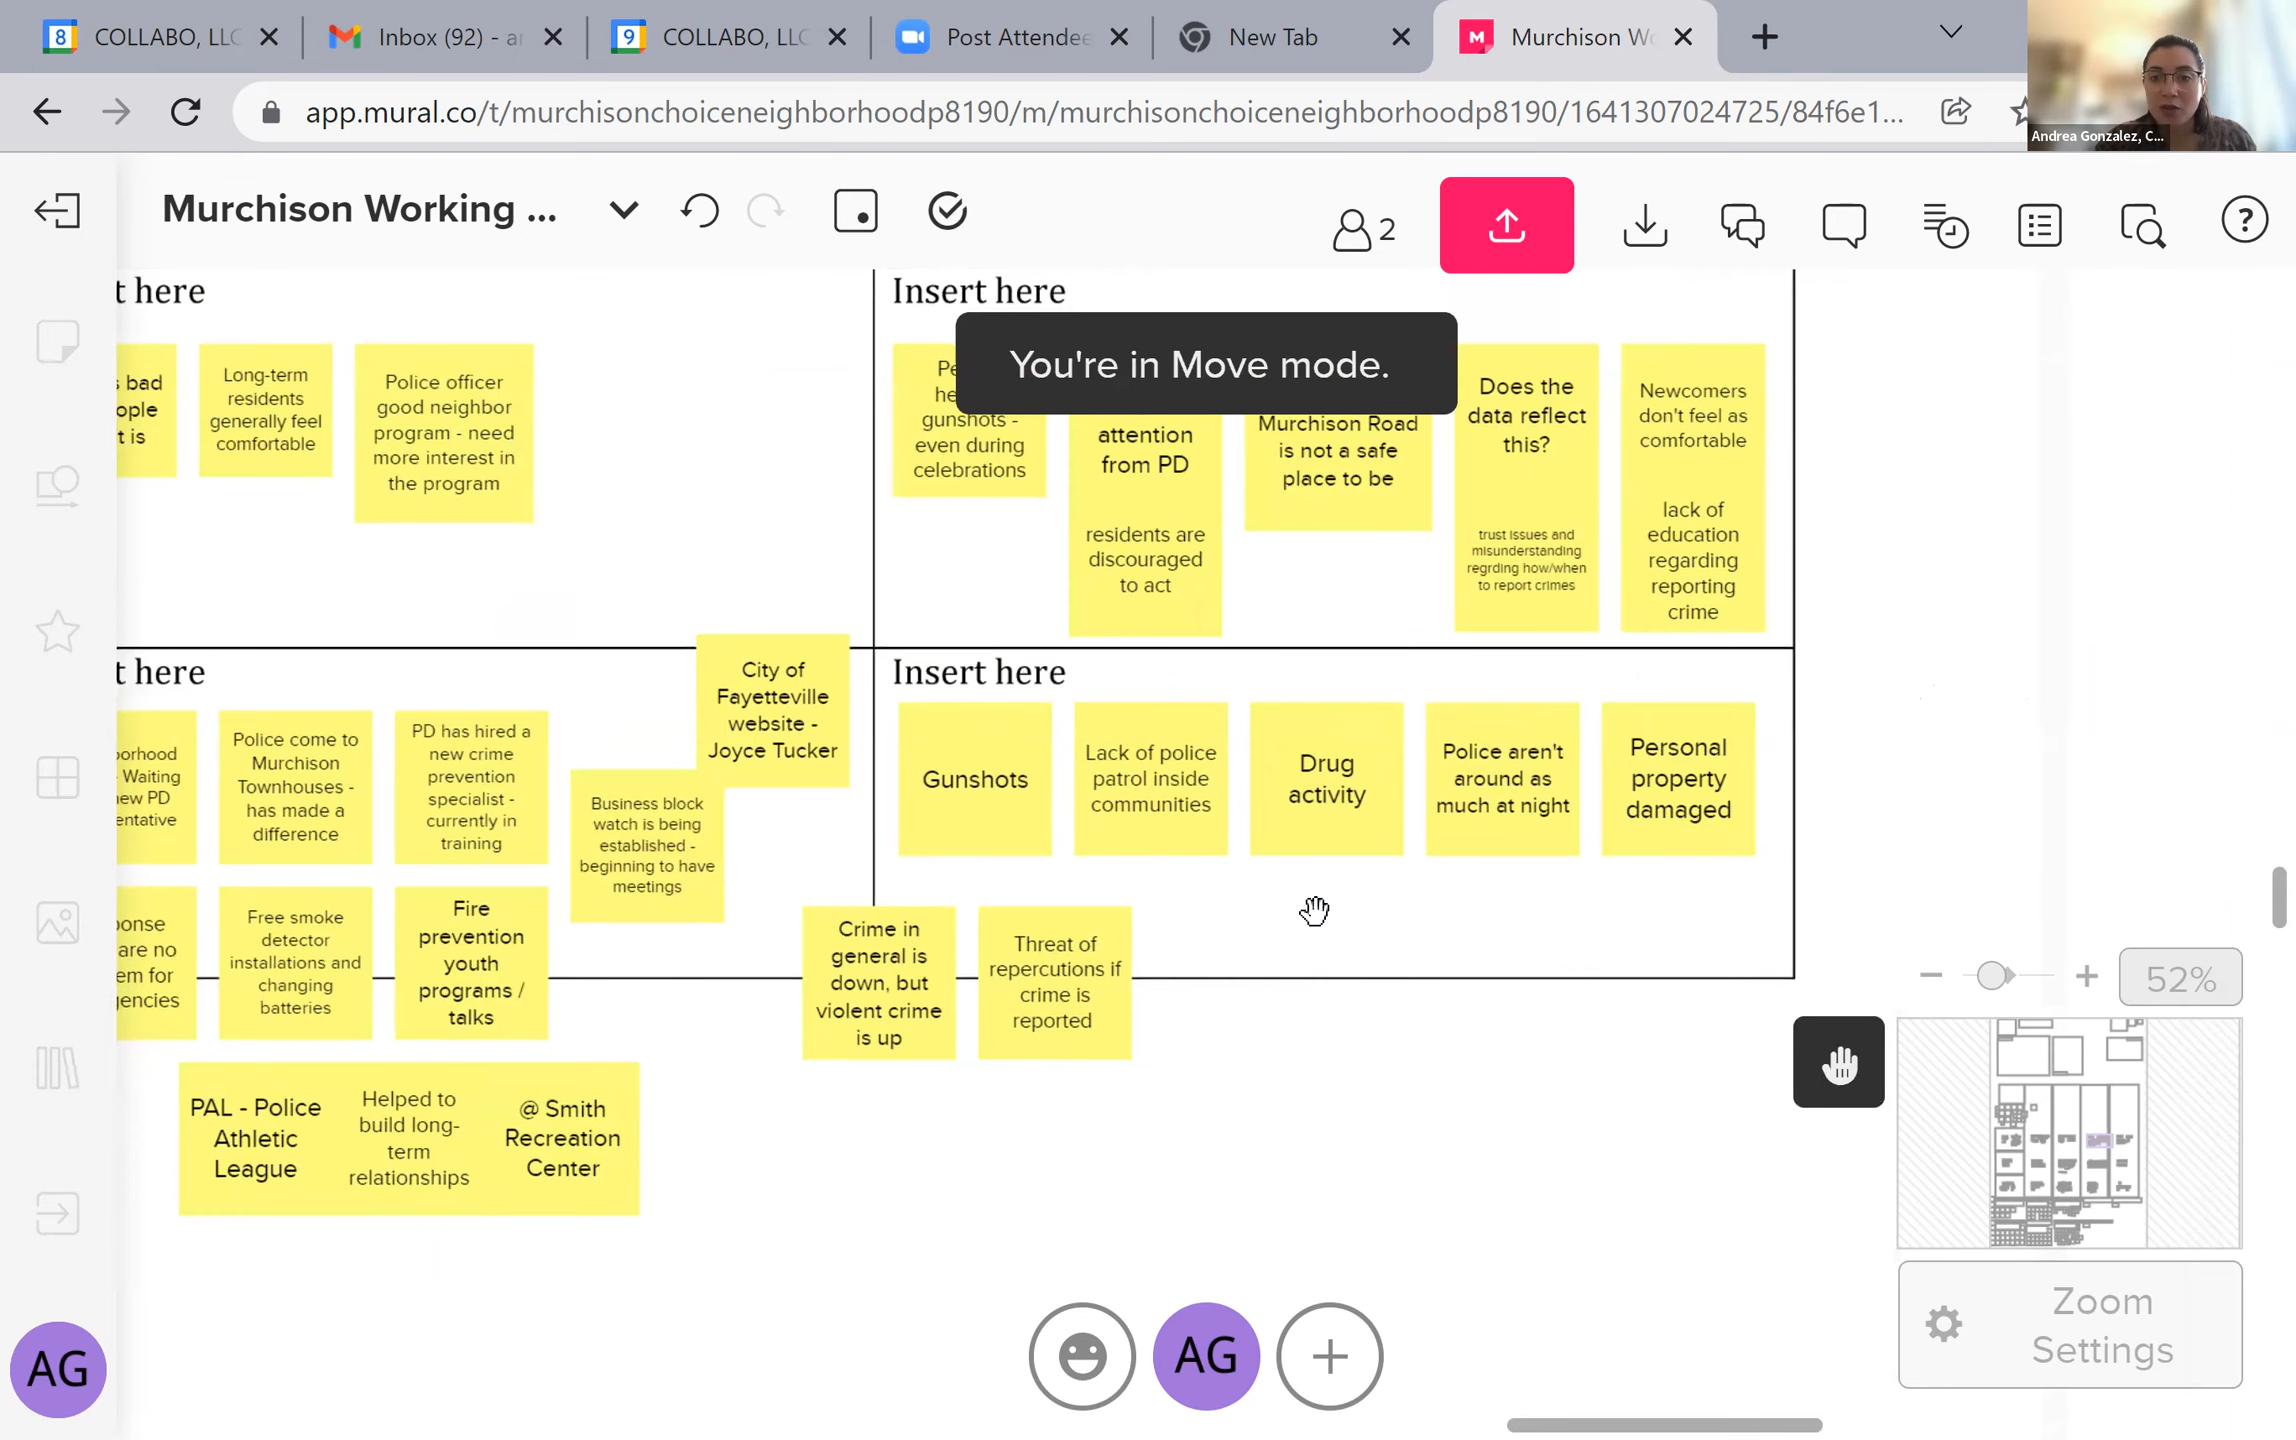 COLLABO, LLC
Inbox (92) - ar
COLLABO, LLC
Post Attendee
New Tab
Murchison Wo
app.mural.co/t/murchisonchoiceneighborhoodp8190/m/murchisonchoiceneighborhoodp8190/1641307024725/84f6e1...
Andrea Gonzalez, C...
Murchison Working ...
2
t here
Insert here
You're in Move mode.
s bad
ople
t is
Long-term
residents
generally feel
comfortable
Police officer
good neighbor
program - need
more interest in
the program
gunshots -
even during
celebrations
attention
from PD
residents are
discouraged
to act
Murchison Road
is not a safe
place to be
Does the
data reflect
this?
trust issues and
misunderstanding
regrding how/when
to report crimes
Newcomers
don't feel as
comfortable
lack of
education
regarding
reporting
crime
t here
Insert here
City of
Fayetteville
website -
Joyce Tucker
orhood
Waiting
ew PD
entative
Police come to
Murchison
Townhouses -
has made a
difference
PD has hired a
new crime
prevention
specialist -
currently in
training
Business block
watch is being
established -
beginning to have
meetings
Gunshots
Lack of police
patrol inside
communities
Drug
activity
Police aren't
around as
much at night
Personal
property
damaged
onse
are no
em for
encies
Free smoke
detector
installations and
changing
batteries
Fire
prevention
youth
programs /
talks
Crime in
general is
down, but
violent crime
is up
Threat of
repercutions if
crime is
reported
PAL - Police
Athletic
League
Helped to
build long-
term
relationships
@ Smith
Recreation
Center
52%
Zoom
Settings
AG
AG